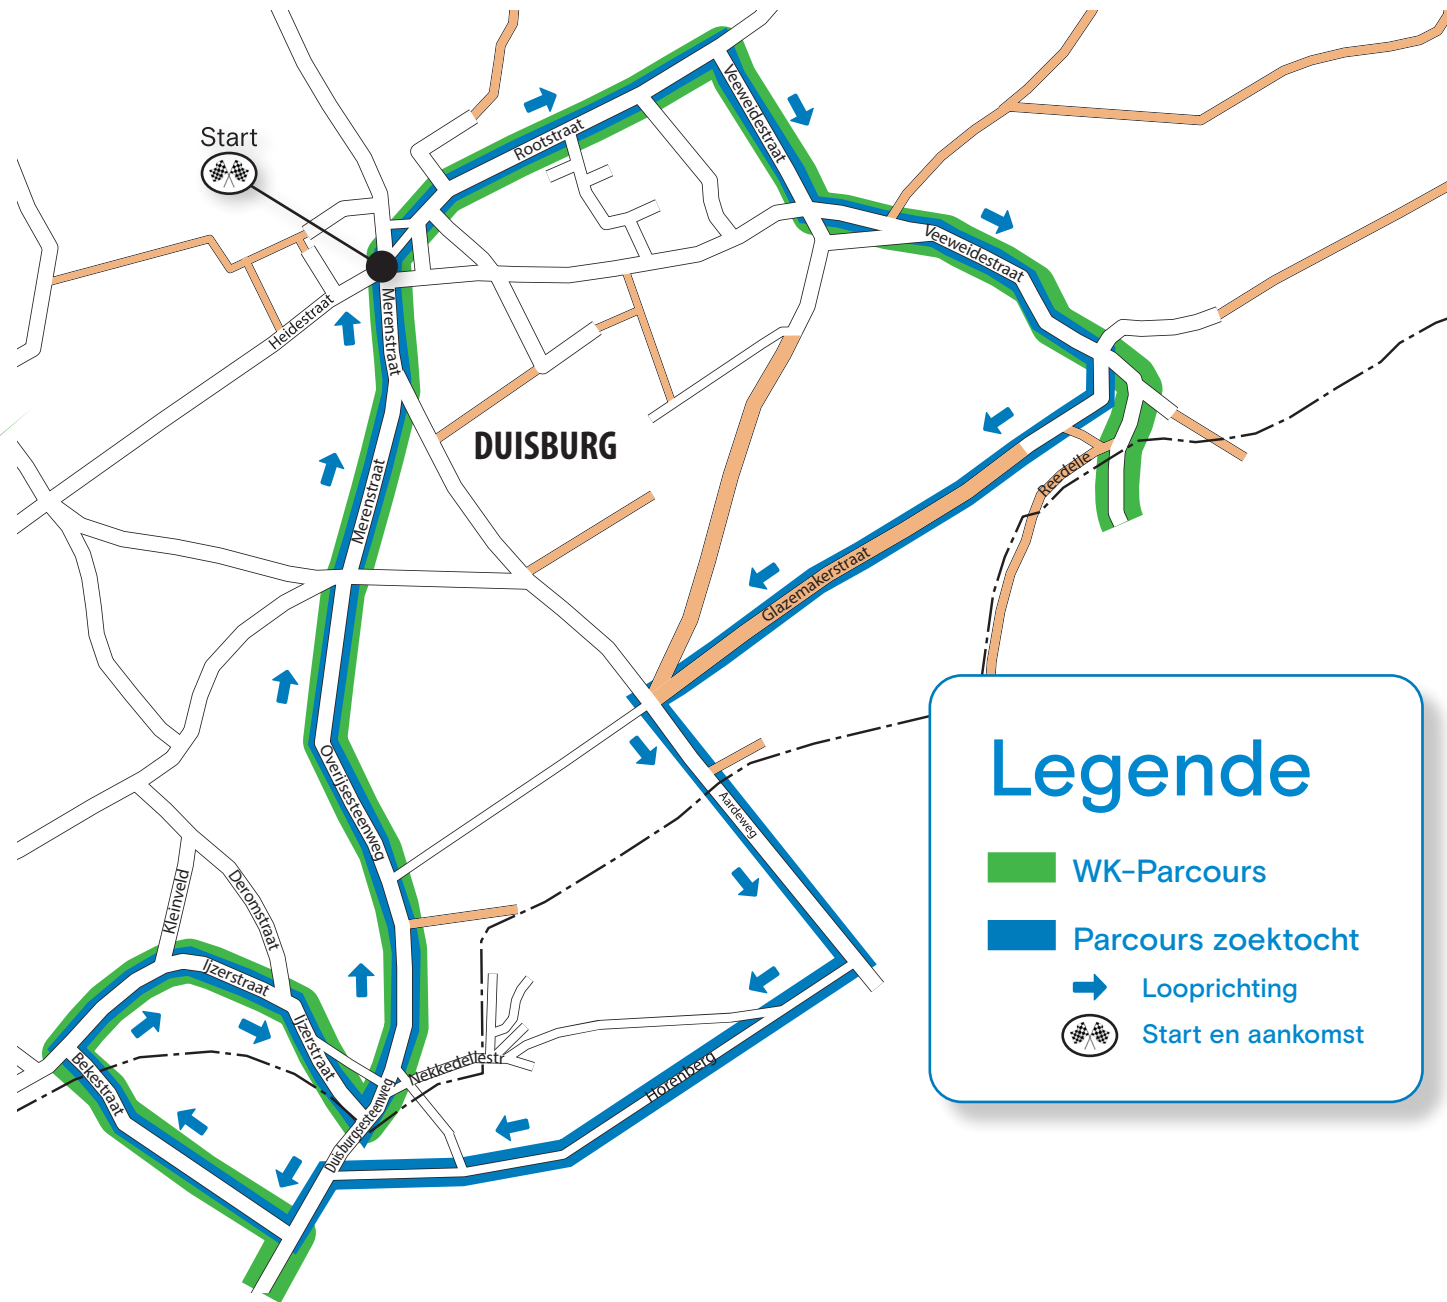 Start
Rootstraat
Veeweidestraat
Veeweidestraat
Heidestraat
Merenstraat
DUISBURG
Merenstraat
Reedelle
Glazemakerstraat
Overijsesteenweg
Aardeweg
Kleinveld
Deromstraat
Ijzerstraat
Ijzerstraat
Bekestraat
Nekkedellestr
Duisburgsesteenweg
Horenberg
Legende
WK-Parcours
Parcours zoektocht
Looprichting
Start en aankomst